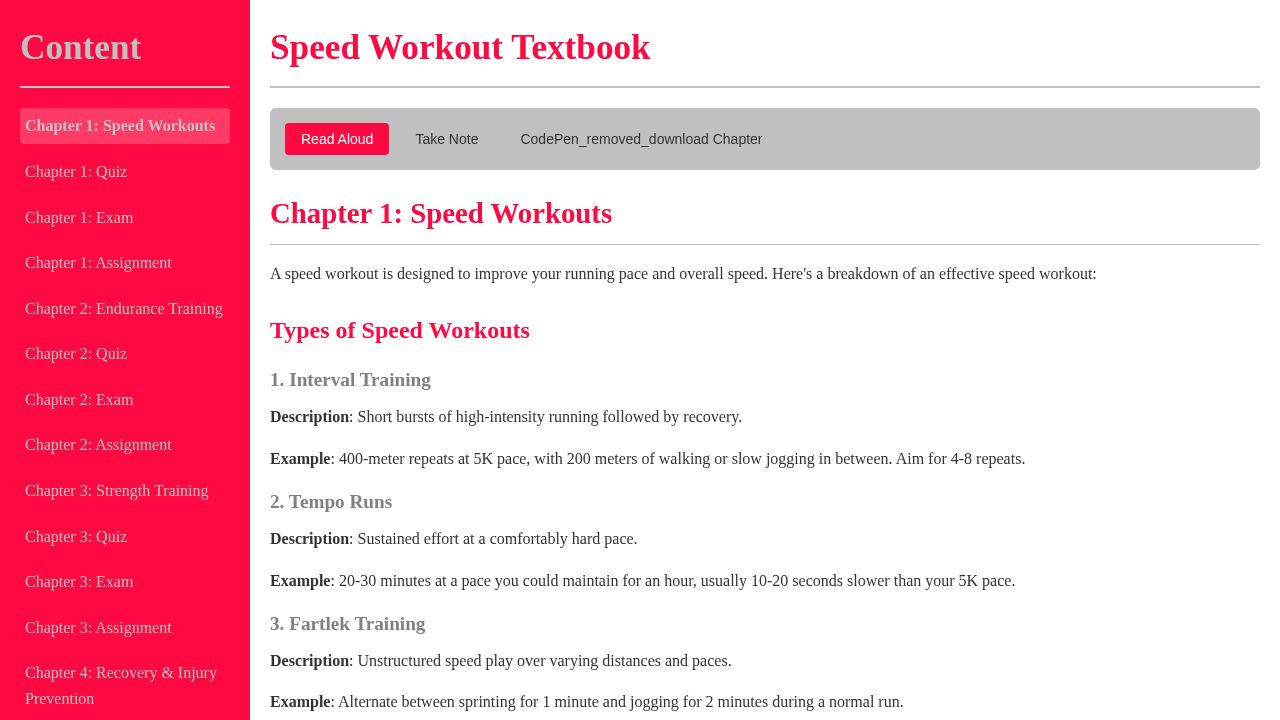 Content
Chapter 1: Speed Workouts
Chapter 1: Quiz
Chapter 1: Exam
Chapter 1: Assignment
Chapter 2: Endurance Training
Chapter 2: Quiz
Chapter 2: Exam
Chapter 2: Assignment
Chapter 3: Strength Training
Chapter 3: Quiz
Chapter 3: Exam
Chapter 3: Assignment
Chapter 4: Recovery & Injury
Prevention
Speed Workout Textbook
Read Aloud
Take Note
CodePen_removed_download Chapter
Chapter 1: Speed Workouts
A speed workout is designed to improve your running pace and overall speed. Here's a breakdown of an effective speed workout:
Types of Speed Workouts
1. Interval Training
Description: Short bursts of high-intensity running followed by recovery.
Example: 400-meter repeats at 5K pace, with 200 meters of walking or slow jogging in between. Aim for 4-8 repeats.
2. Tempo Runs
Description: Sustained effort at a comfortably hard pace.
Example: 20-30 minutes at a pace you could maintain for an hour, usually 10-20 seconds slower than your 5K pace.
3. Fartlek Training
Description: Unstructured speed play over varying distances and paces.
Example: Alternate between sprinting for 1 minute and jogging for 2 minutes during a normal run.